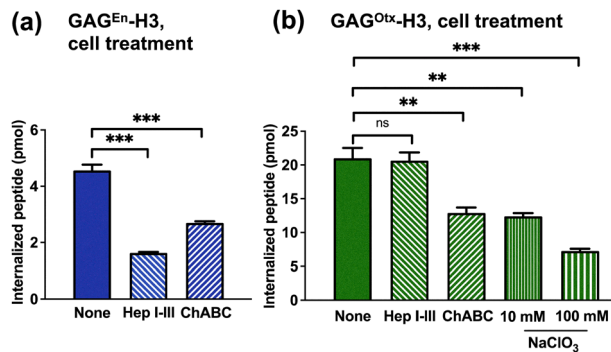 (a)
GAGEn-H3,
cell treatment
Internalized peptide (pmol)
6
4
2
0
***
***
None Hep I-III ChABC
(b)
GAGOtx-H3, cell treatment
Internalized peptide (pmol)
25
20
15
10
5
0
***
**
**
ns
None Hep I-III ChABC 10 mM 100 mM
NaClO3